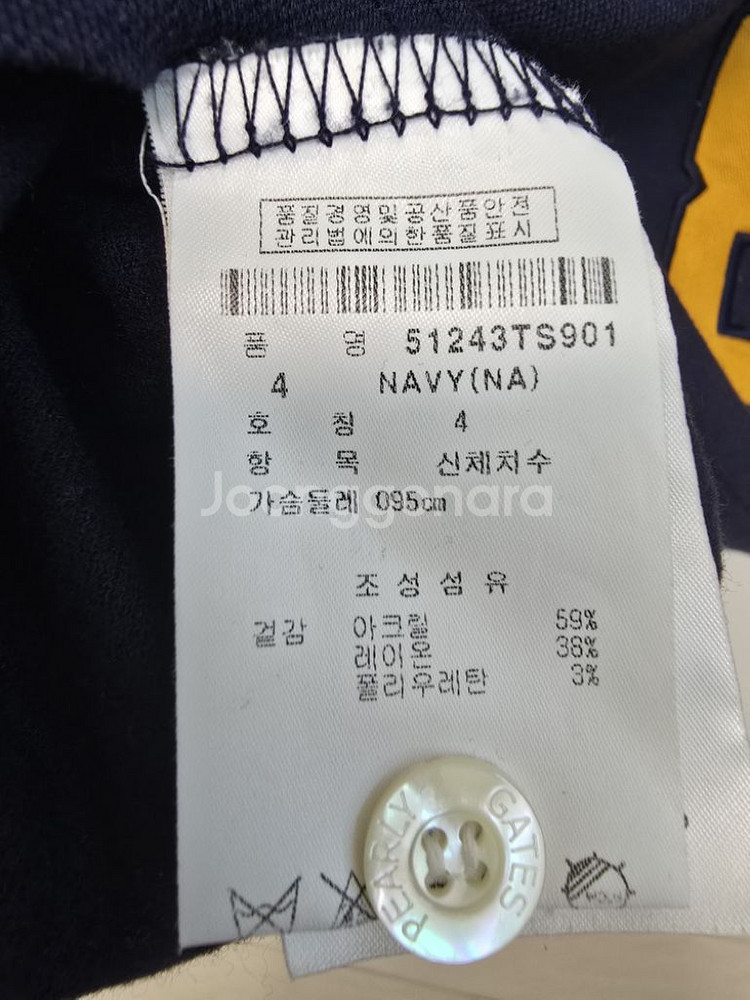 품질경영및공산품안전
관리법에의한품질표시
품 명 51243TS901
4 NAVY(NA)
호 칭 4
항 목 신체치수
가슴둘레 095cm
Joonggonara
조성섬유
겉감 아크릴 59%
레이온 38%
폴리우레탄 3%
PEARLY GATES
POLY